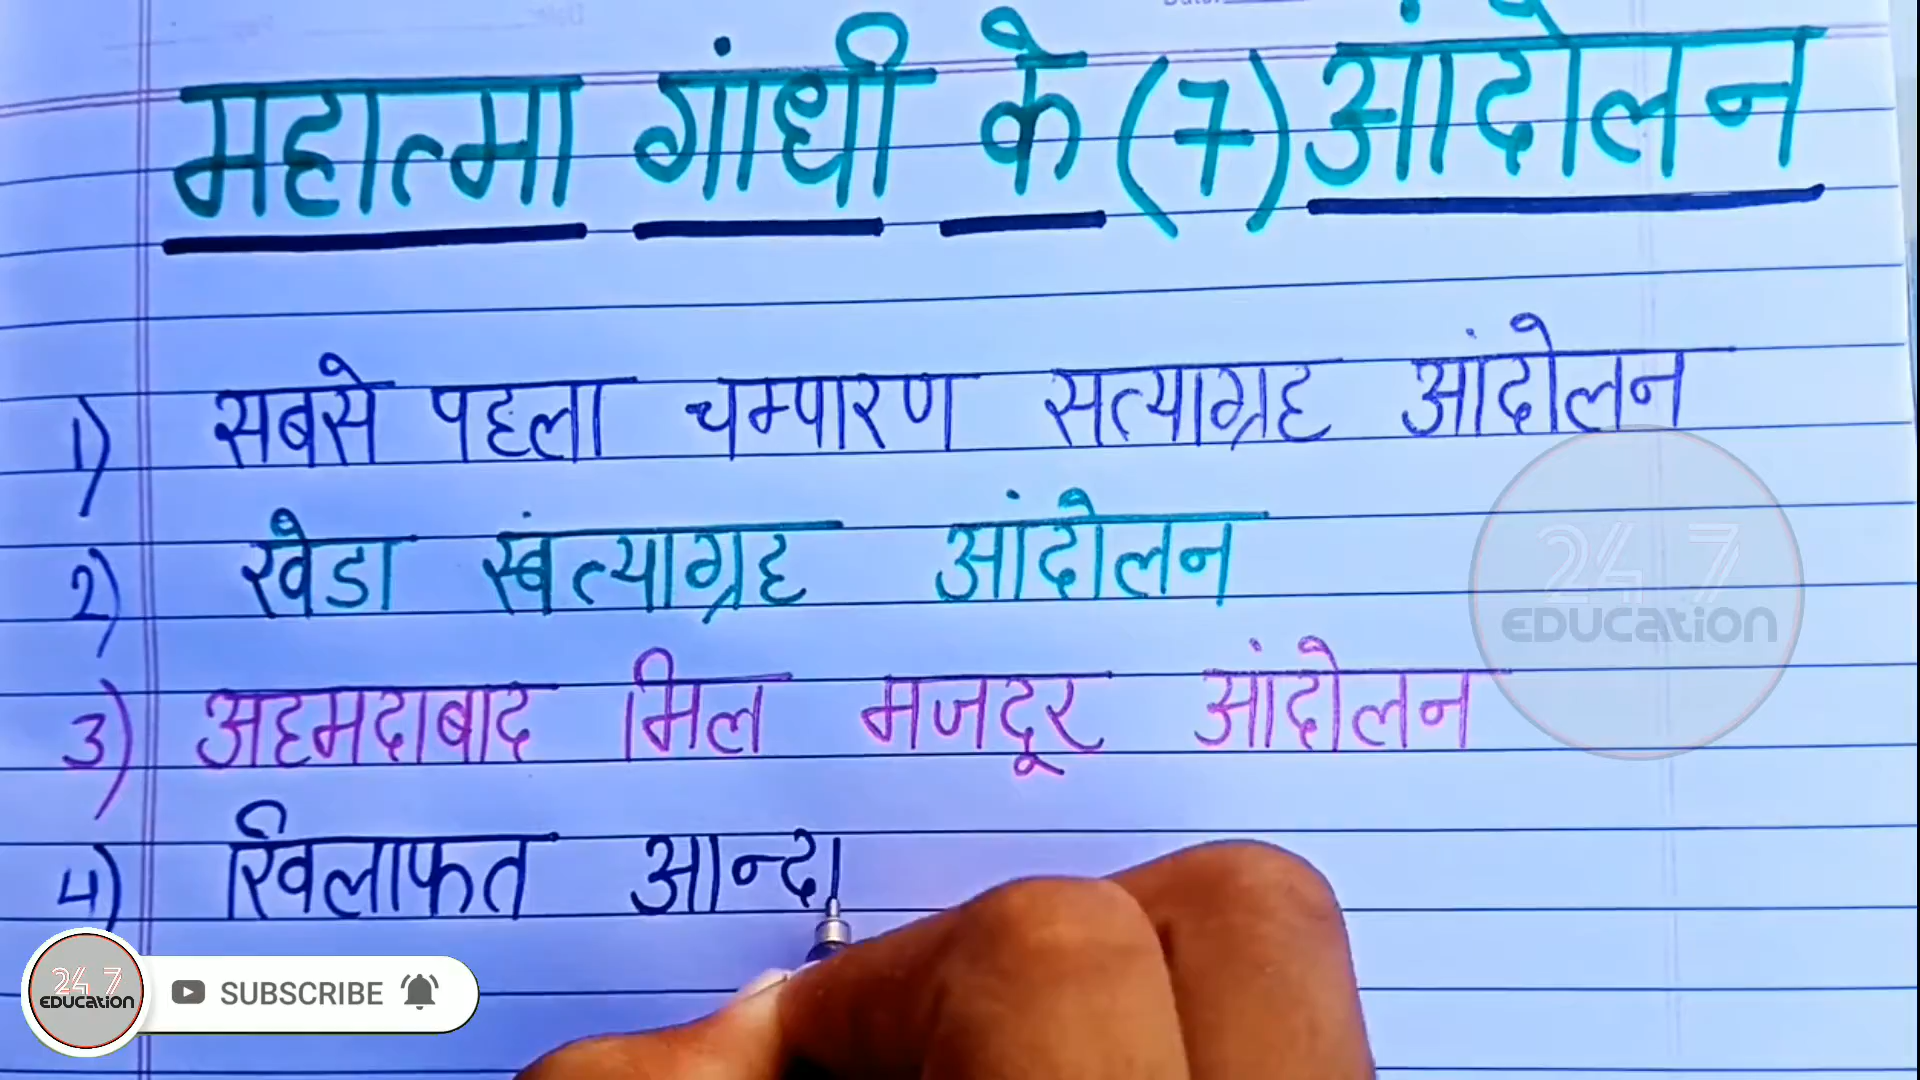 महात्मा गांधी के (7) आंदोलन
1) सबसे पहला चम्पारण सत्याग्रह आंदोलन
2) खेडा स्वंत्याग्रह आंदोलन
3) अहमदाबाद मिल मजदूर आंदोलन
4) खिलाफत आन्दा
24 7
EDUCATION
24 7
EDUCATION
SUBSCRIBE